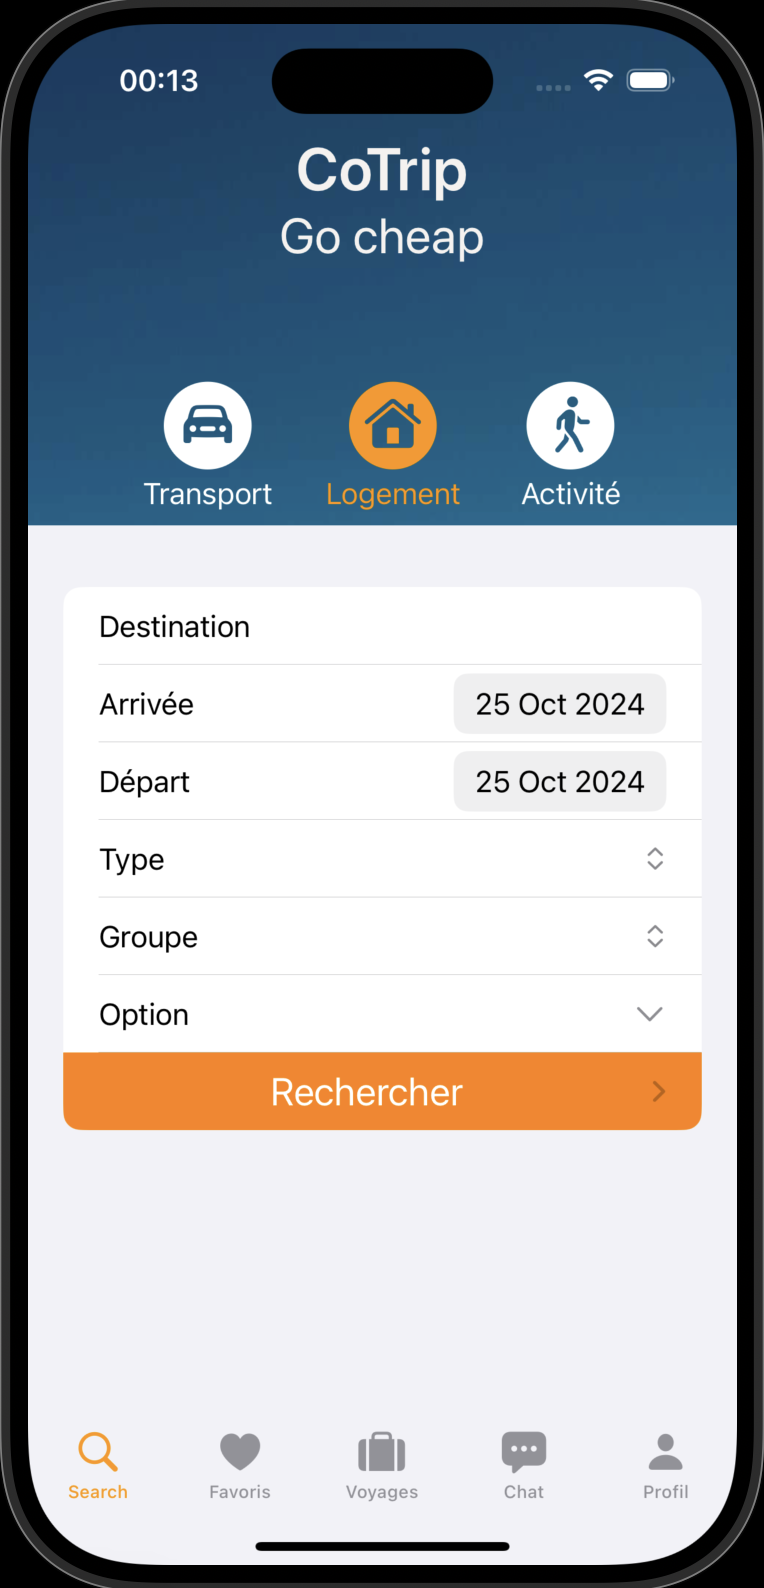 00:13
CoTrip
Go cheap
Transport Logement Activité
Destination
Arrivée 25 Oct 2024
Départ 25 Oct 2024
Type
Groupe
Option
Rechercher
Search Favoris Voyages Chat Profil